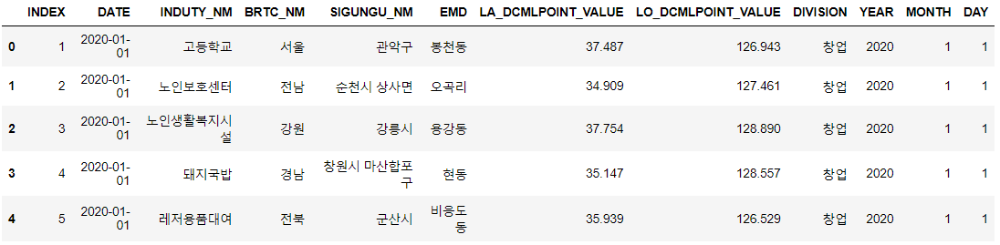 INDEX DATE INDUTY_NM BRTC_NM SIGUNGU_NM EMD LA_DCMLPOINT_VALUE LO_DCMLPOINT_VALUE DIVISION YEAR MONTH DAY
0 1 2020-01-01 고등학교 서울 관악구 봉천동 37.487 126.943 창업 2020 1 1
1 2 2020-01-01 노인보호센터 전남 순천시 상사면 오곡리 34.909 127.461 창업 2020 1 1
2 3 2020-01-01 노인생활복지시설 강원 강릉시 용강동 37.754 128.890 창업 2020 1 1
3 4 2020-01-01 돼지국밥 경남 창원시 마산합포구 현동 35.147 128.557 창업 2020 1 1
4 5 2020-01-01 레저용품대여 전북 군산시 비응도동 35.939 126.529 창업 2020 1 1